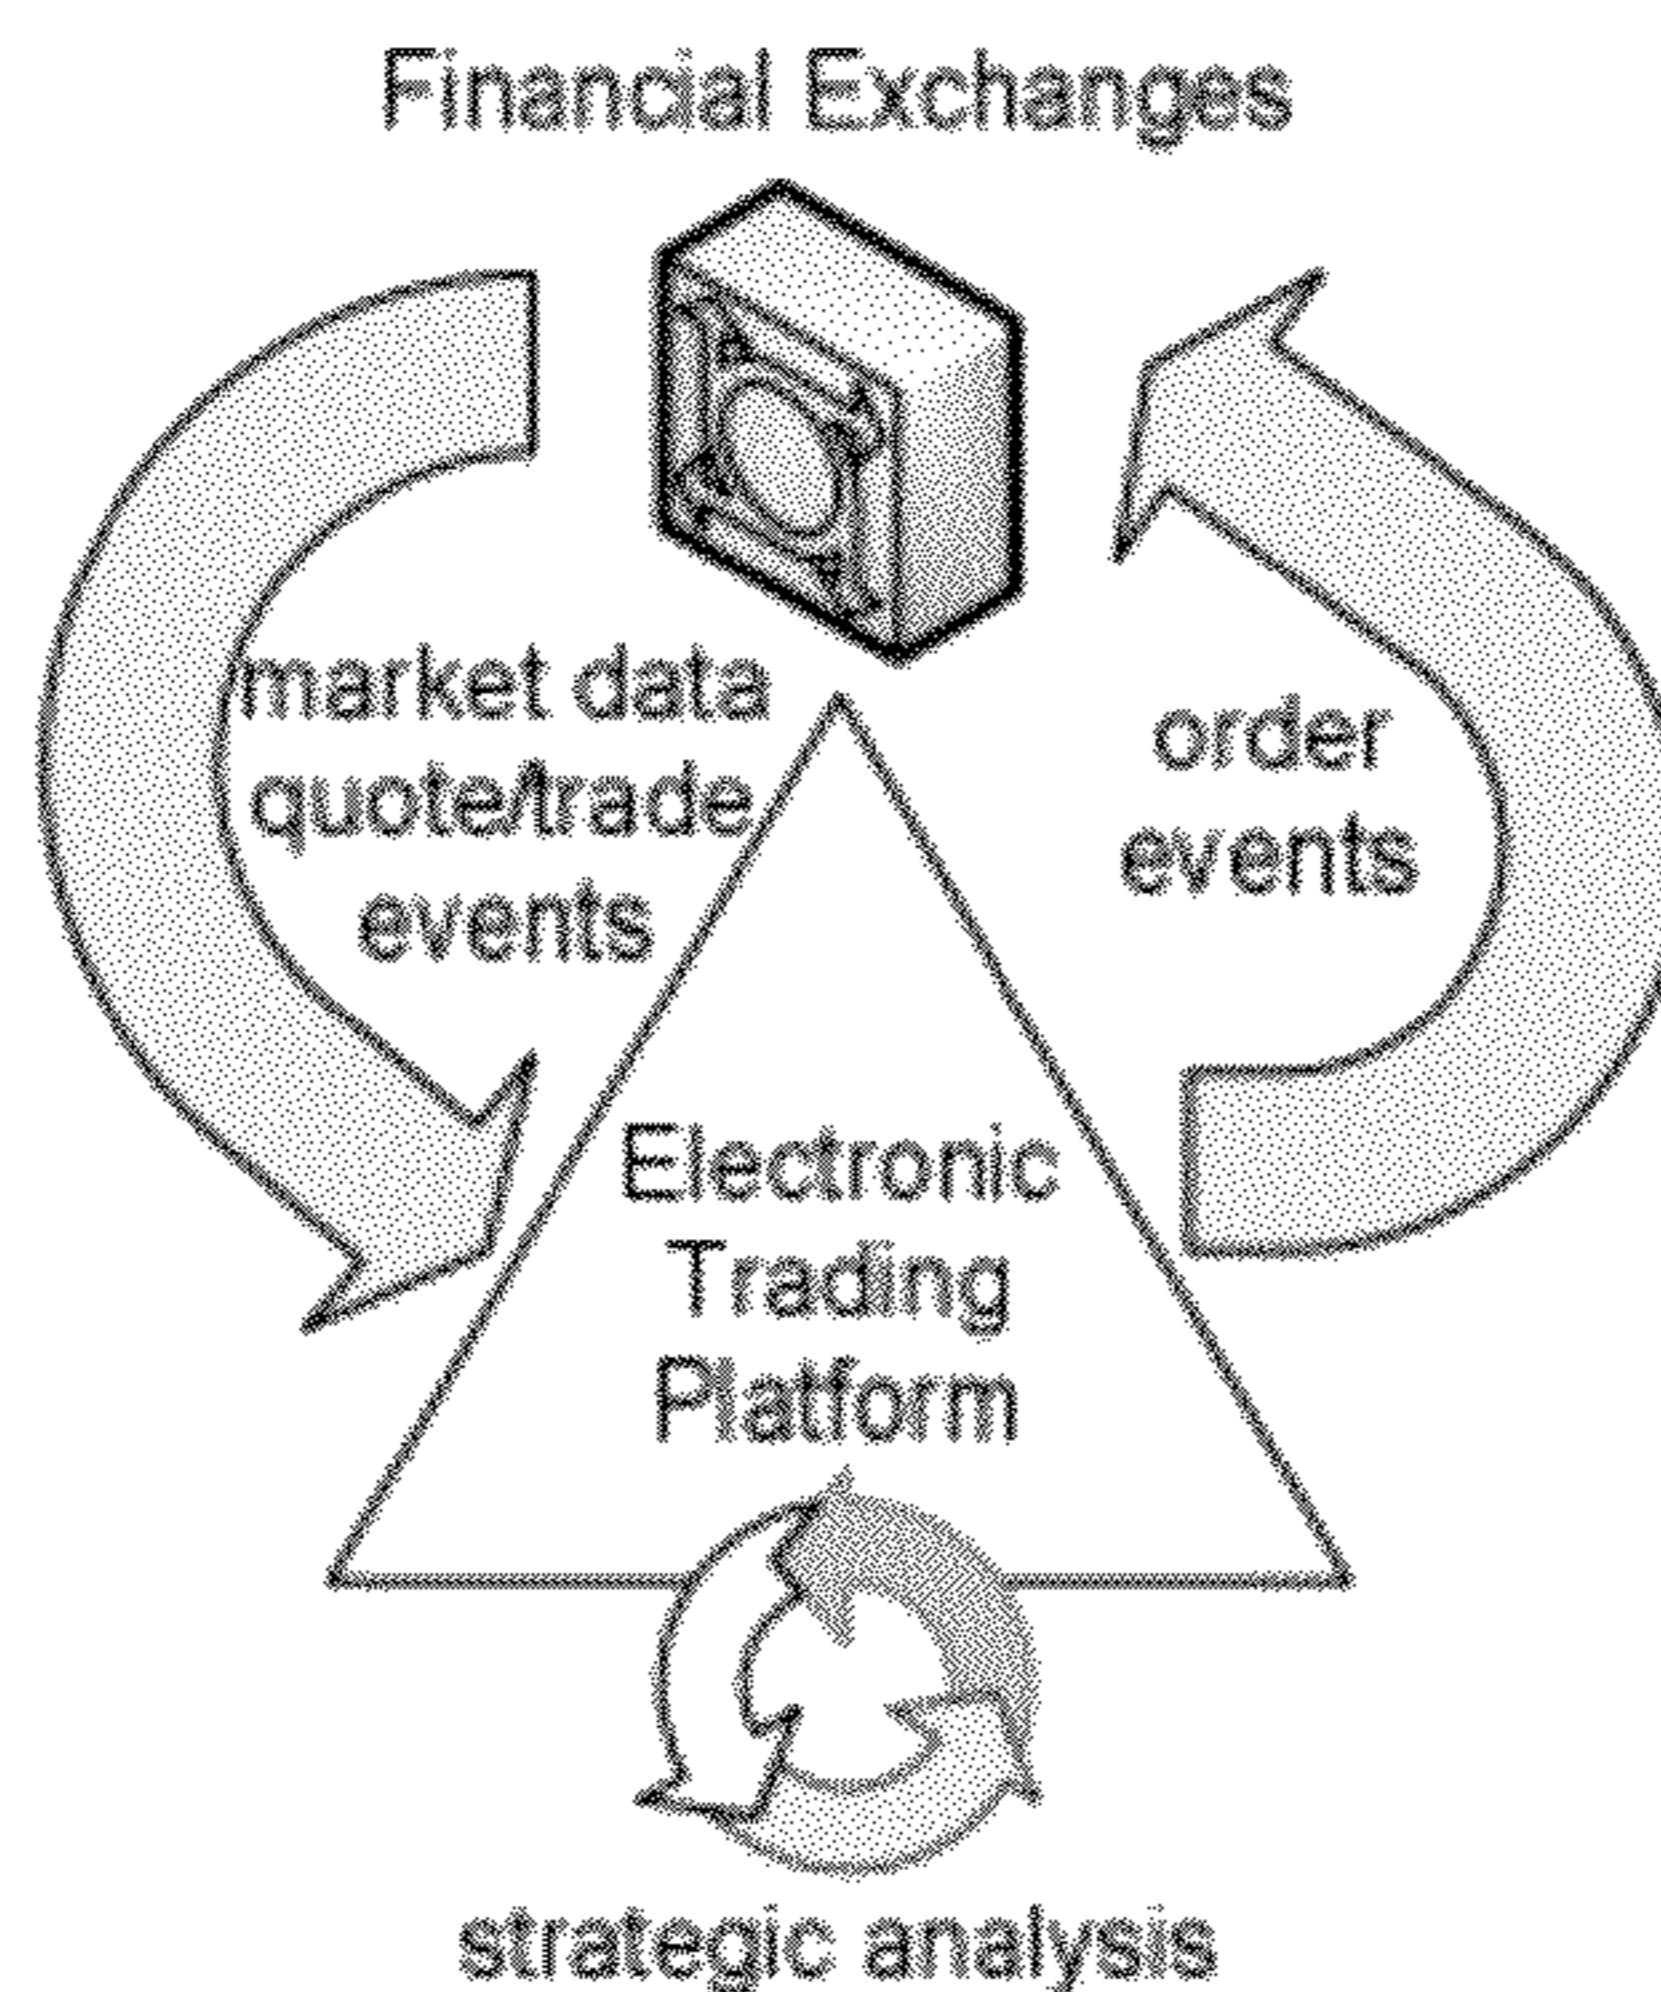 Financial Exchanges
market data
quote/trade
events
order
events
Electronic
Trading
Platform
strategic analysis